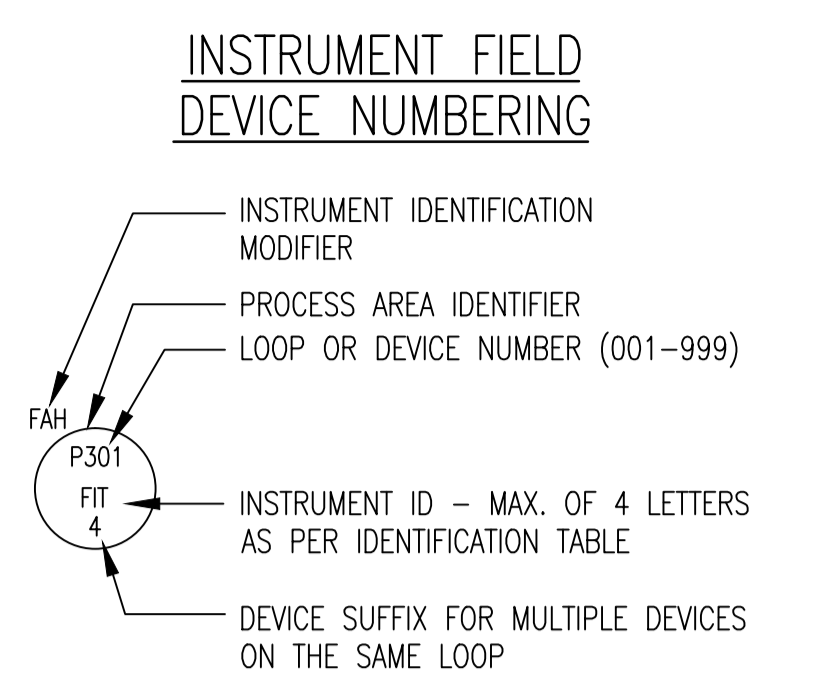 INSTRUMENT FIELD
DEVICE NUMBERING
INSTRUMENT IDENTIFICATION
MODIFIER
PROCESS AREA IDENTIFIER
LOOP OR DEVICE NUMBER (001-999)
FAH
P301
FIT
4
INSTRUMENT ID - MAX. OF 4 LETTERS
AS PER IDENTIFICATION TABLE
DEVICE SUFFIX FOR MULTIPLE DEVICES
ON THE SAME LOOP